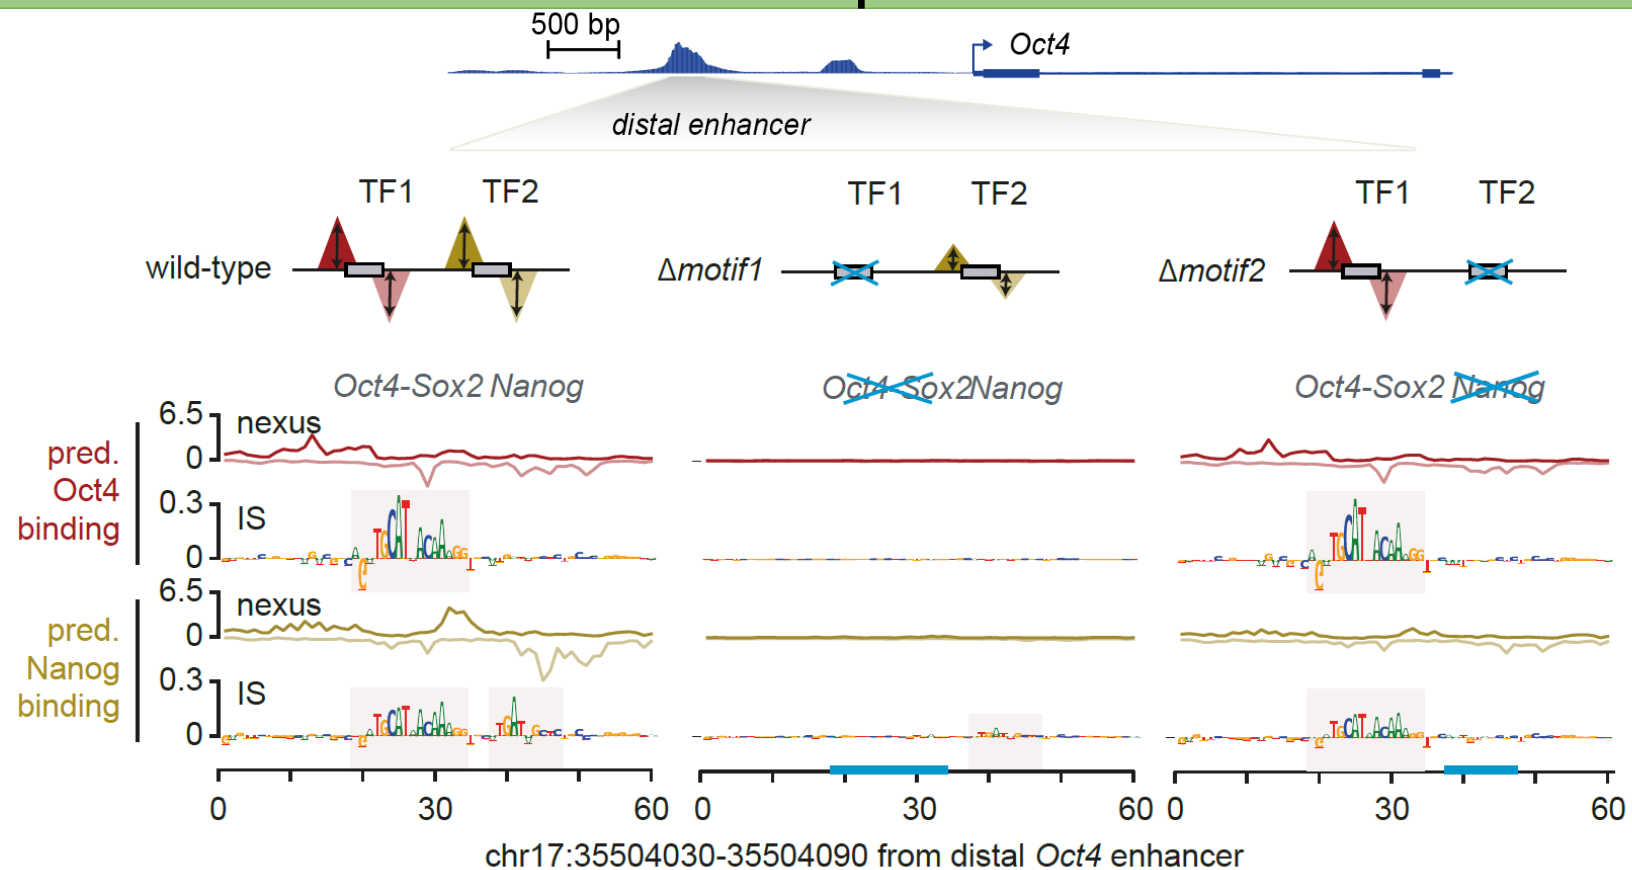 500 bp
Oct4
distal enhancer
TF1 TF2
TF1 TF2
TF1 TF2
wild-type
Δmotif1
Δmotif2
Oct4-Sox2 Nanog
Oct4-Sox2Nanog
Oct4-Sox2 Nanog
pred.
Oct4
binding
6.5
0
nexus
0.3
0
IS
pred.
Nanog
binding
6.5
0
nexus
0.3
0
IS
0 30 60
0 30 60
0 30 60
chr17:35504030-35504090 from distal Oct4 enhancer